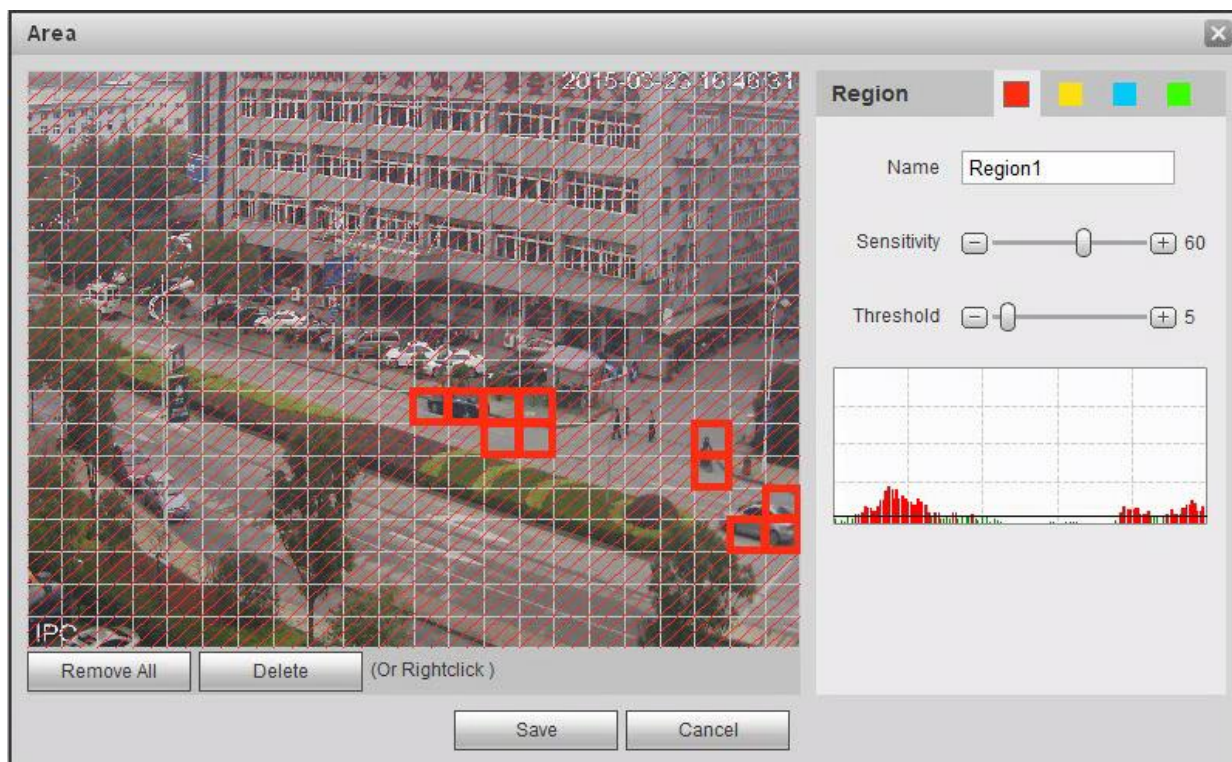 Area
2015-03-23 16:46:31
Region
Name Region1
Sensitivity 60
Threshold 5
IPC
Remove All Delete (Or Rightclick )
Save Cancel